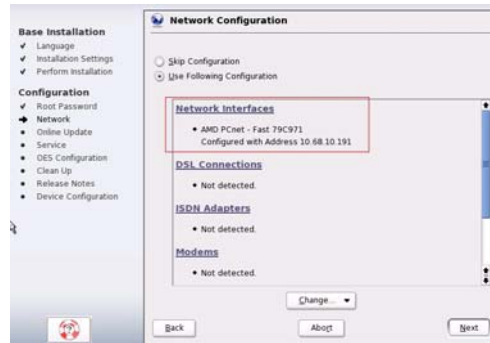 Base Installation
Language
Installation Settings
Perform Installation
Configuration
Root Password
Network
Online Update
Service
OES Configuration
Clean Up
Release Notes
Device Configuration
Network Configuration
Skip Configuration
Use Following Configuration
Network Interfaces
AMD PCnet - Fast 79C971
Configured with Address 10.68.10.191
DSL Connections
Not detected.
ISDN Adapters
Not detected.
Modems
Not detected.
Change...
Back
Abort
Next